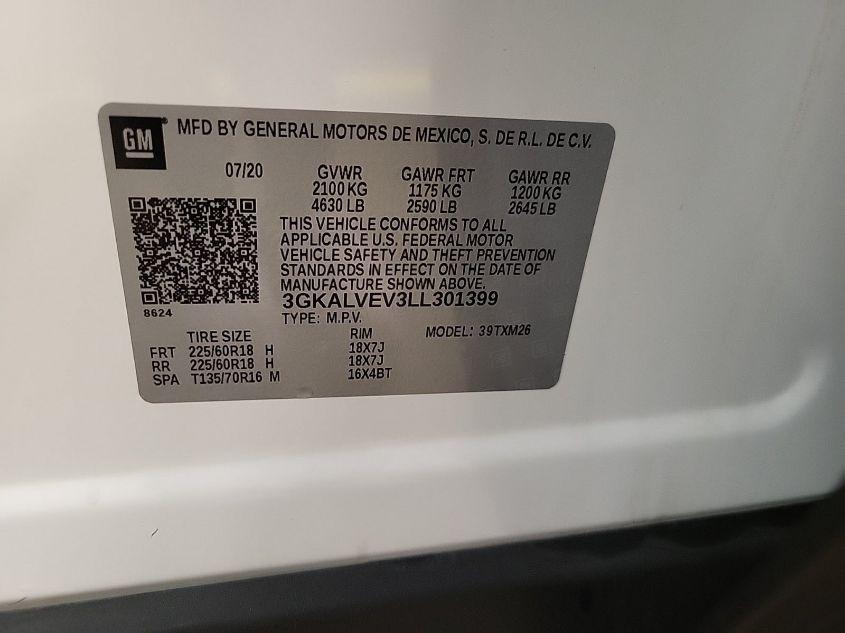 GM ® MFD BY GENERAL MOTORS DE MEXICO, S. DE R.L. DE C.V.
07/20 GVWR GAWR FRT GAWR RR
2100 KG 1175 KG 1200 KG
4630 LB 2590 LB 2645 LB
THIS VEHICLE CONFORMS TO ALL
APPLICABLE U.S. FEDERAL MOTOR
VEHICLE SAFETY AND THEFT PREVENTION
STANDARDS IN EFFECT ON THE DATE OF
MANUFACTURE SHOWN ABOVE.
3GKALVEV3LL301399
8624
TYPE: M.P.V.
TIRE SIZE RIM MODEL: 39TXM26
FRT 225/60R18 H 18X7J
RR 225/60R18 H 18X7J
SPA T135/70R16 M 16X4BT